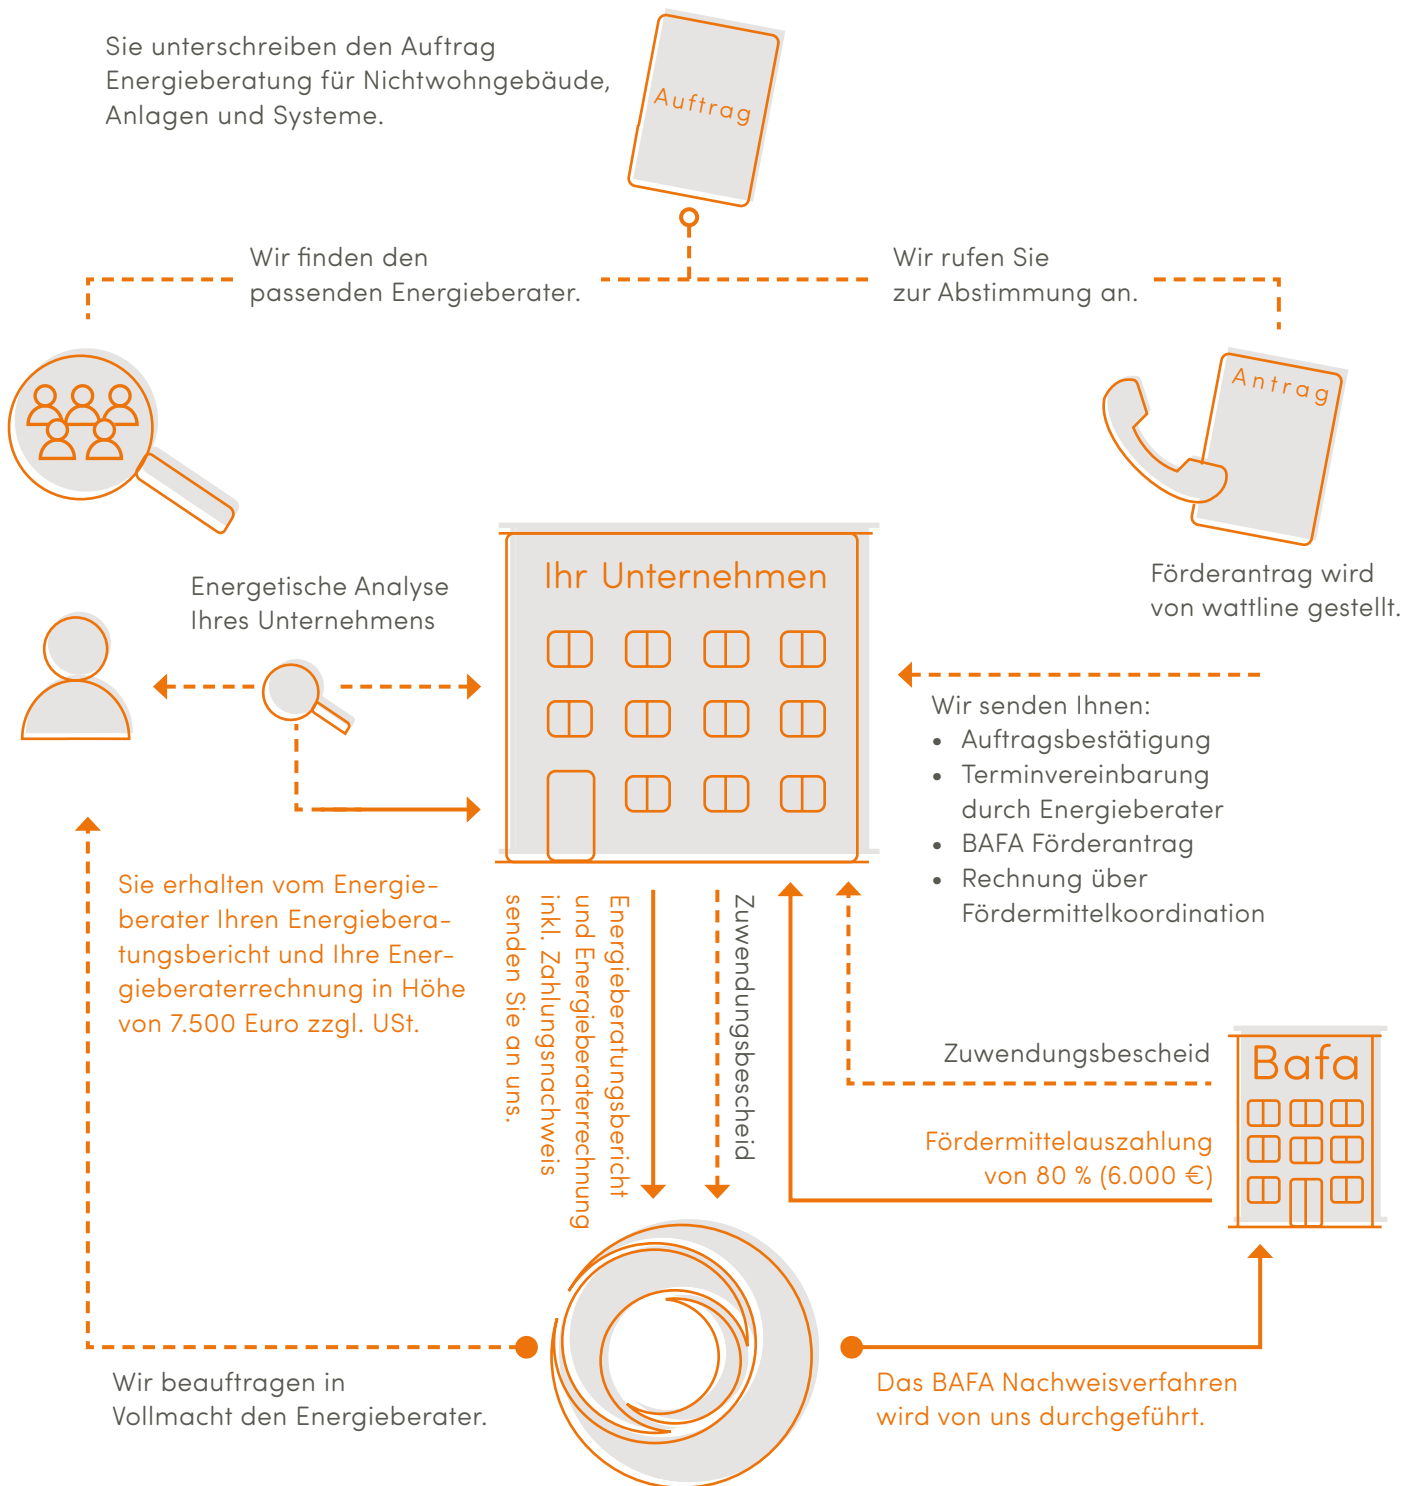 Sie unterschreiben den Auftrag
Energieberatung für Nichtwohngebäude,
Anlagen und Systeme.
Auftrag
Wir finden den
passenden Energieberater.
Wir rufen Sie
zur Abstimmung an.
Antrag
Förderantrag wird
von wattline gestellt.
Energetische Analyse
Ihres Unternehmens
Ihr Unternehmen
Wir senden Ihnen:
• Auftragsbestätigung
• Terminvereinbarung
durch Energieberater
• BAFA Förderantrag
• Rechnung über
Fördermittelkoordination
Sie erhalten vom Energie-
berater Ihren Energiebera-
tungsbericht und Ihre Ener-
gieberaterrechnung in Höhe
von 7.500 Euro zzgl. USt.
Energieberatungsbericht
und Energieberaterrechnung
inkl. Zahlungsnachweis
senden Sie an uns.
Zuwendungsbescheid
Zuwendungsbescheid
Bafa
Fördermittelauszahlung
von 80 % (6.000 €)
Wir beauftragen in
Vollmacht den Energieberater.
Das BAFA Nachweisverfahren
wird von uns durchgeführt.